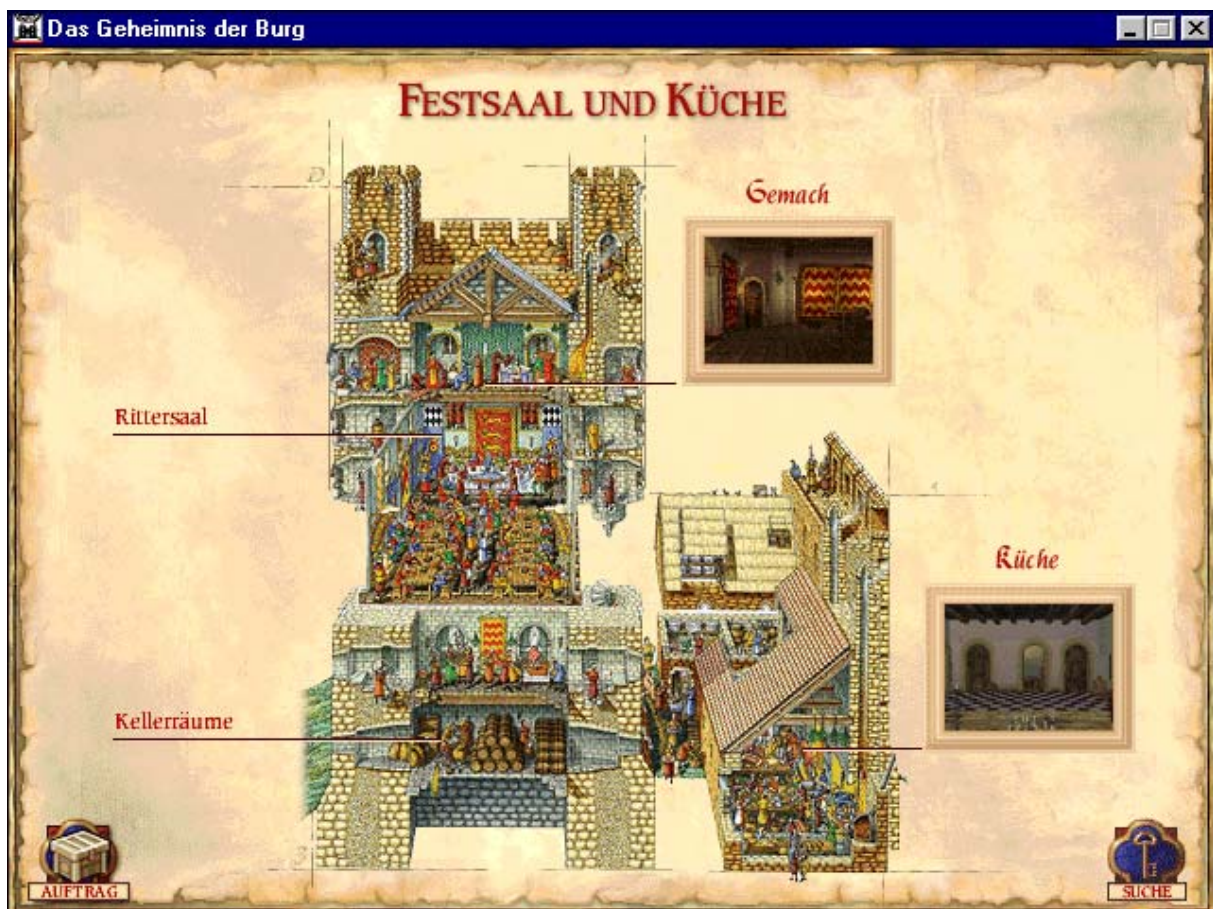 Das Geheimnis der Burg
FESTSAAL UND KÜCHE
Gemach
Rittersaal
Küche
Kellerräume
AUFTRAG
SUCHE